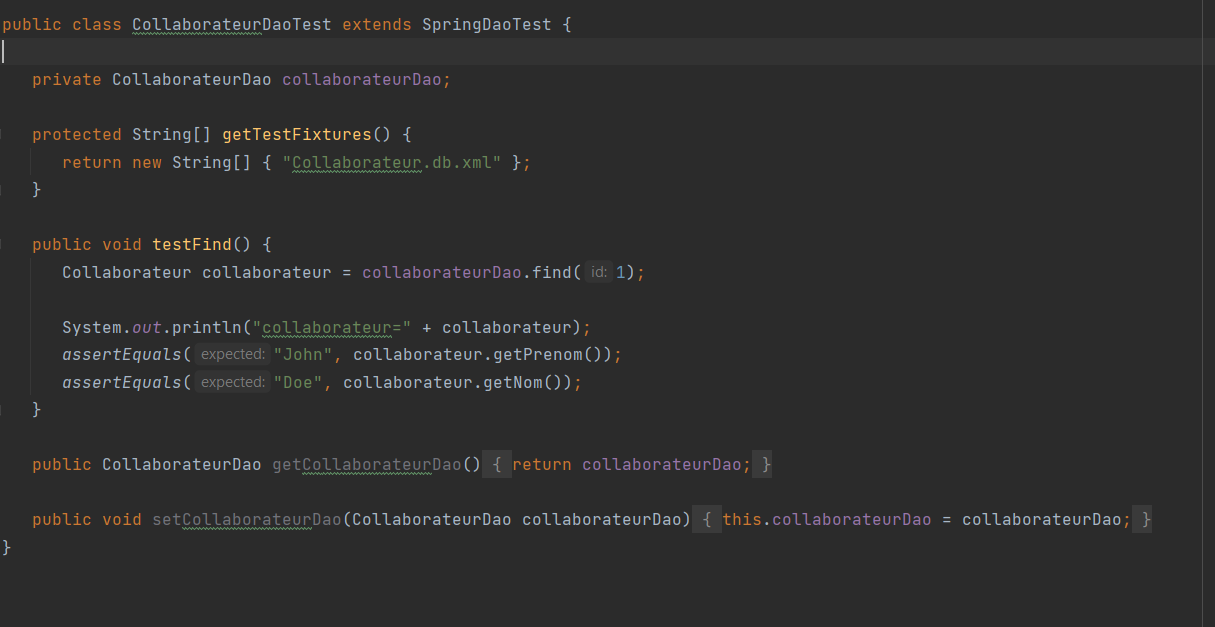 public class CollaborateurDaoTest extends SpringDaoTest {
private CollaborateurDao collaborateurDao;
protected String[] getTestFixtures() {
return new String[] { "Collaborateur.db.xml" };
}
public void testFind() {
Collaborateur collaborateur = collaborateurDao.find( id: 1);
System.out.println("collaborateur=" + collaborateur);
assertEquals( expected: "John", collaborateur.getPrenom());
assertEquals( expected: "Doe", collaborateur.getNom());
}
public CollaborateurDao getCollaborateurDao() { return collaborateurDao; }
public void setCollaborateurDao(CollaborateurDao collaborateurDao) { this.collaborateurDao = collaborateurDao; }
}